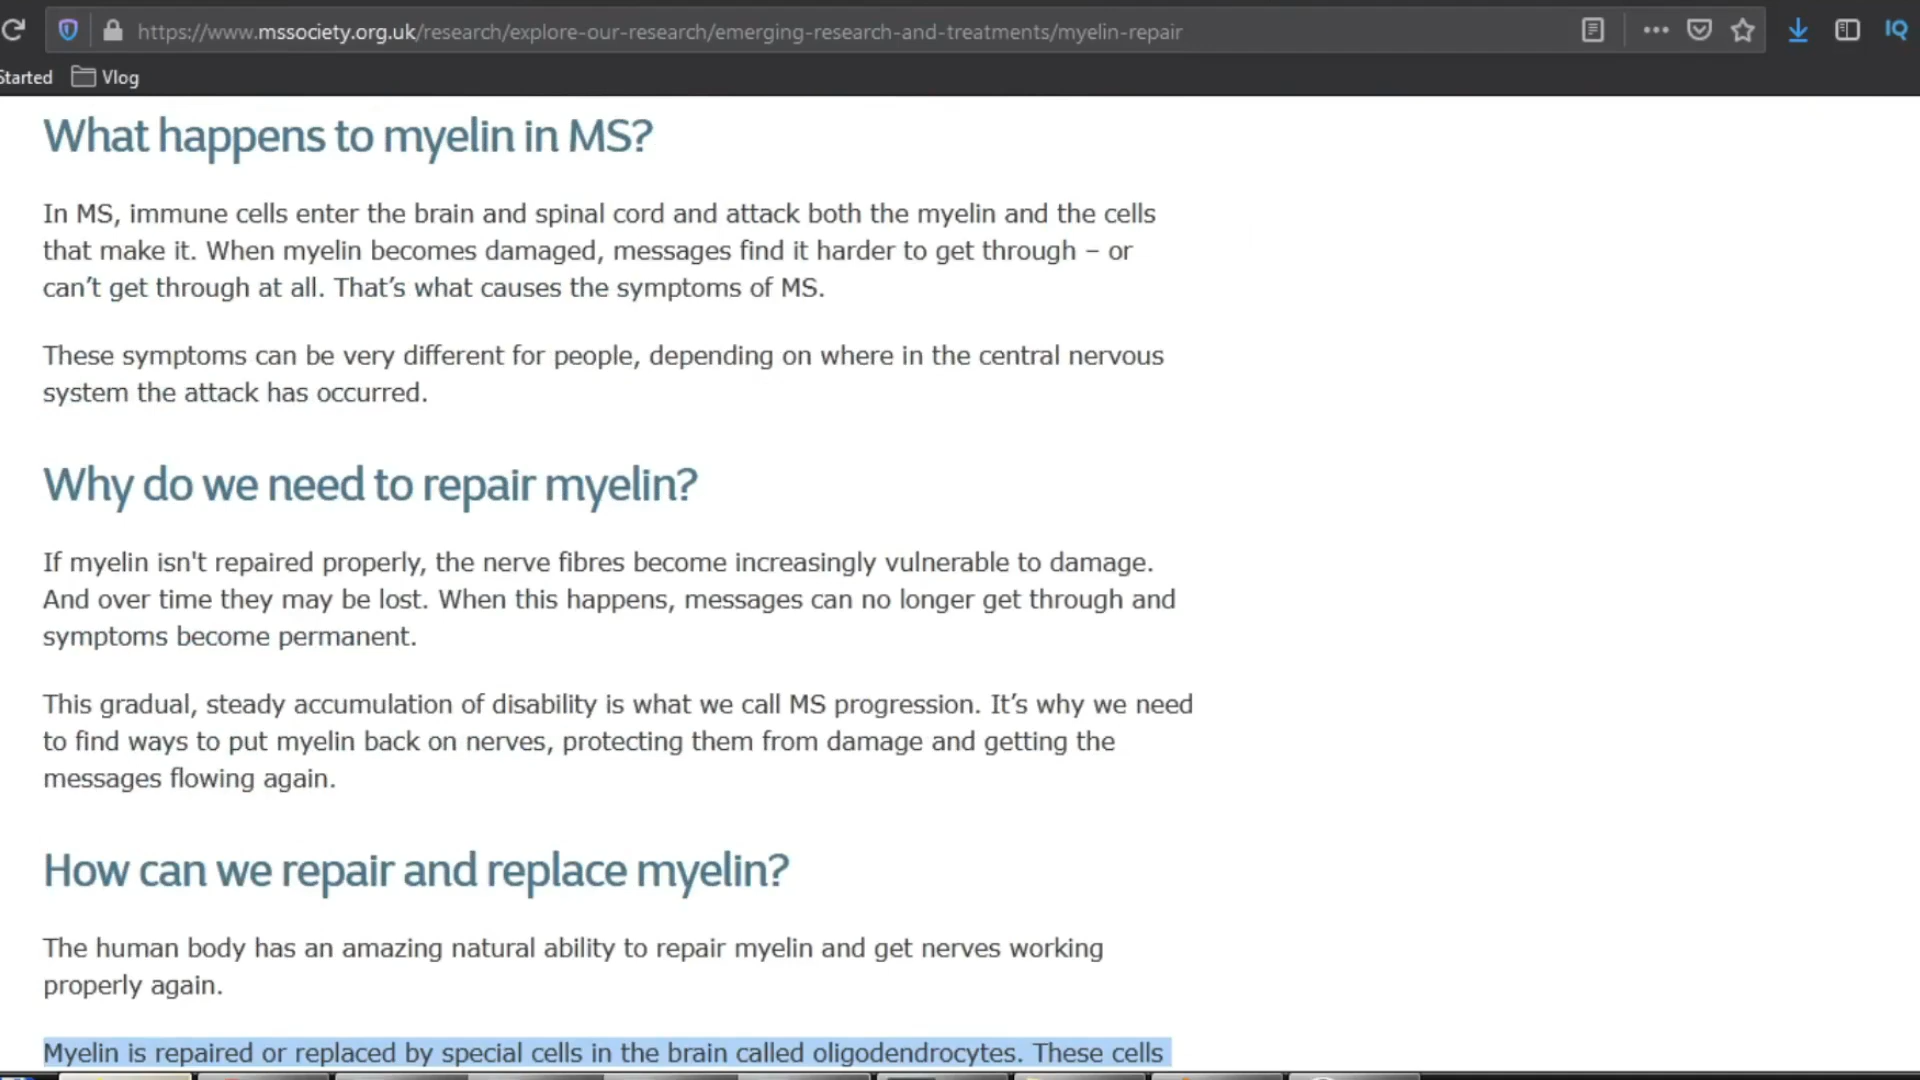 https://www.mssociety.org.uk/research/explore-our-research/emerging-research-and-treatments/myelin-repair
IQ
Started Vlog
What happens to myelin in MS?
In MS, immune cells enter the brain and spinal cord and attack both the myelin and the cells
that make it. When myelin becomes damaged, messages find it harder to get through – or
can’t get through at all. That’s what causes the symptoms of MS.
These symptoms can be very different for people, depending on where in the central nervous
system the attack has occurred.
Why do we need to repair myelin?
If myelin isn't repaired properly, the nerve fibres become increasingly vulnerable to damage.
And over time they may be lost. When this happens, messages can no longer get through and
symptoms become permanent.
This gradual, steady accumulation of disability is what we call MS progression. It’s why we need
to find ways to put myelin back on nerves, protecting them from damage and getting the
messages flowing again.
How can we repair and replace myelin?
The human body has an amazing natural ability to repair myelin and get nerves working
properly again.
Myelin is repaired or replaced by special cells in the brain called oligodendrocytes. These cells